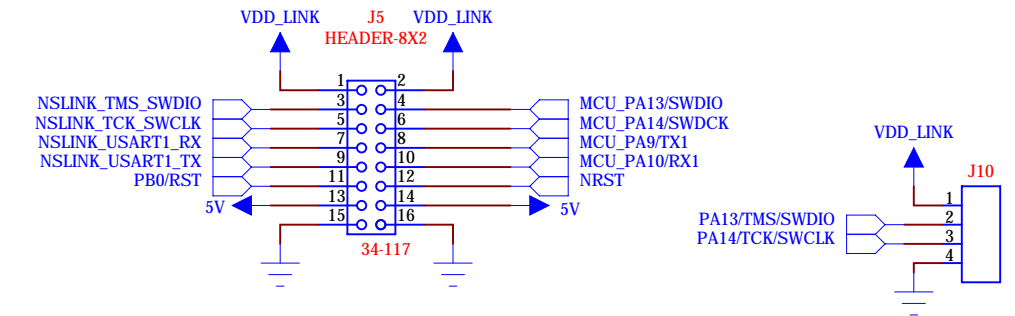 VDD_LINK J5 VDD_LINK
HEADER-8X2
1 2
NSLINK_TMS_SWDIO 3 4 MCU_PA13/SWDIO
NSLINK_TCK_SWCLK 5 6 MCU_PA14/SWDCK
NSLINK_USART1_RX 7 8 MCU_PA9/TX1
NSLINK_USART1_TX 9 10 MCU_PA10/RX1
PB0/RST 11 12 NRST
5V 13 14 5V
15 16
34-117
VDD_LINK
J10
1
PA13/TMS/SWDIO 2
PA14/TCK/SWCLK 3
4